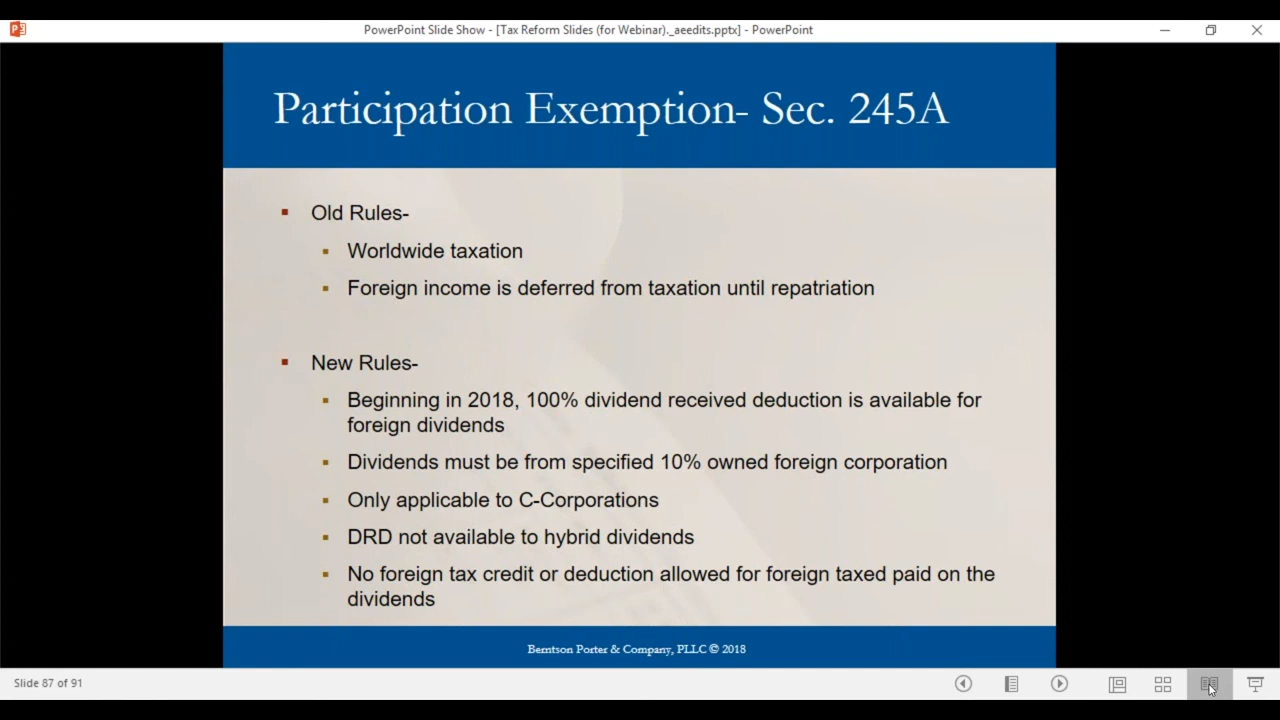 PowerPoint Slide Show - [Tax Reform Slides (for Webinar)._aeedits.pptx] - PowerPoint
Participation Exemption- Sec. 245A
Old Rules-
Worldwide taxation
Foreign income is deferred from taxation until repatriation
New Rules-
Beginning in 2018, 100% dividend received deduction is available for
foreign dividends
Dividends must be from specified 10% owned foreign corporation
Only applicable to C-Corporations
DRD not available to hybrid dividends
No foreign tax credit or deduction allowed for foreign taxed paid on the
dividends
Berntson Porter & Company, PLLC © 2018
Slide 87 of 91